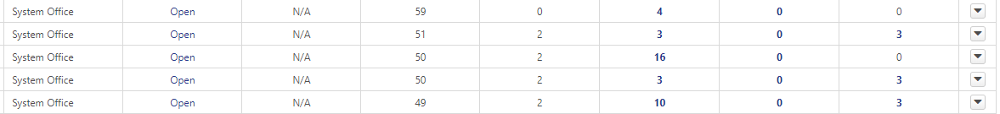 System Office Open N/A 59 0 4 0 0
System Office Open N/A 51 2 3 0 3
System Office Open N/A 50 2 16 0 0
System Office Open N/A 50 2 3 0 3
System Office Open N/A 49 2 10 0 3